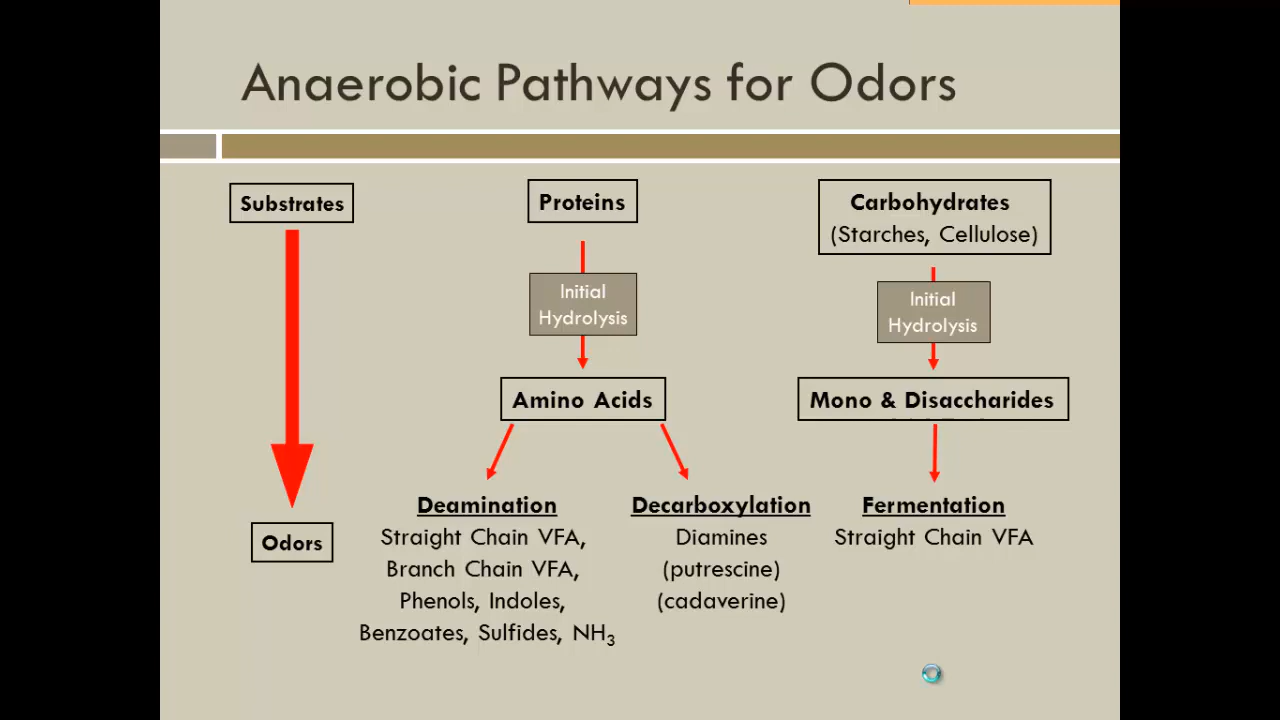 Anaerobic Pathways for Odors
Substrates
Proteins
Carbohydrates
(Starches, Cellulose)
Initial
Hydrolysis
Initial
Hydrolysis
Amino Acids
Mono & Disaccharides
Deamination
Straight Chain VFA,
Branch Chain VFA,
Phenols, Indoles,
Benzoates, Sulfides, NH₃
Decarboxylation
Diamines
(putrescine)
(cadaverine)
Fermentation
Straight Chain VFA
Odors